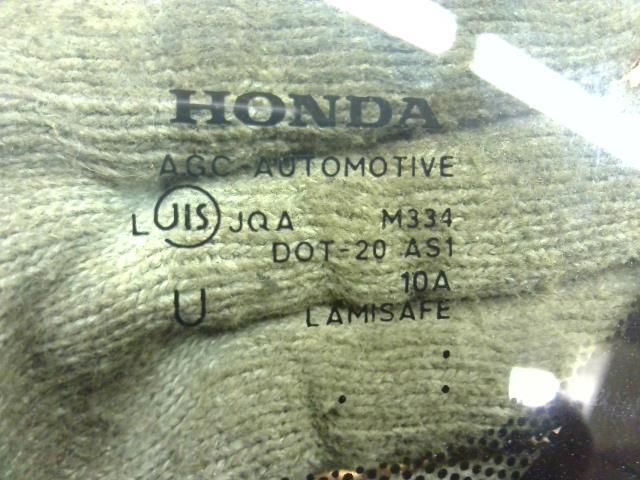 HONDA
AGC-AUTOMOTIVE
L JIS JQA M334
DOT-20 AS1
10A
U LAMISAFE